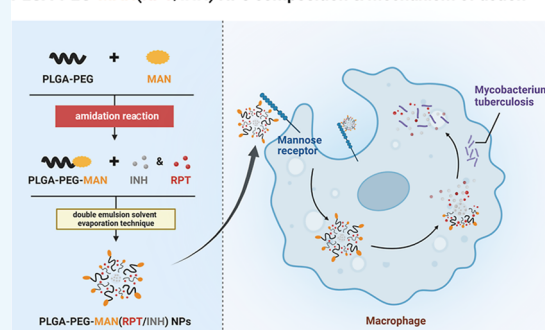 PLGA-PEG
+
MAN
amidation reaction
PLGA-PEG-MAN
+
INH
&
RPT
double emulsion solvent
evaporation technique
PLGA-PEG-MAN(RPT/INH) NPs
Mannose
receptor
Mycobacterium
tuberculosis
Macrophage